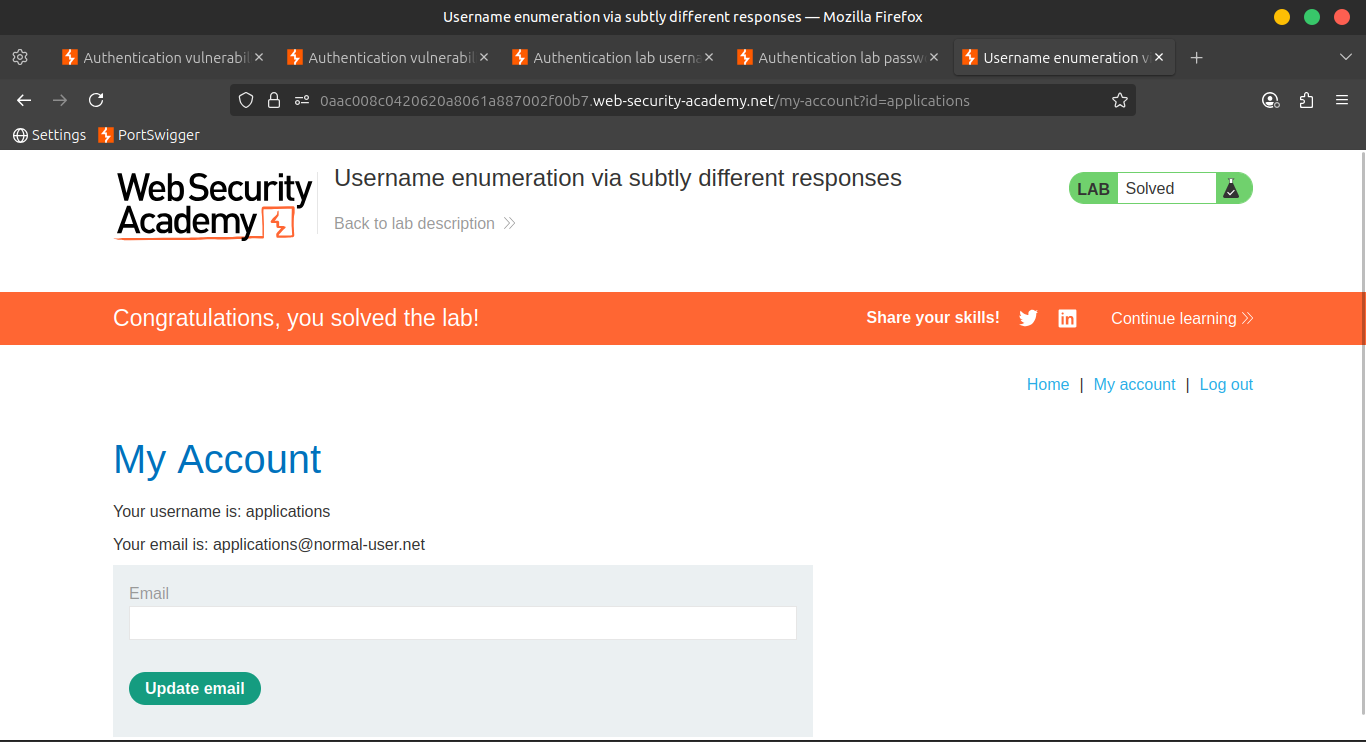 Username enumeration via subtly different responses — Mozilla Firefox
Authentication vulnerabil
Authentication vulnerabil
Authentication lab userna
Authentication lab passw
Username enumeration v
0aac008c0420620a8061a887002f00b7.web-security-academy.net/my-account?id=applications
Settings PortSwigger
Web Security
Academy
Username enumeration via subtly different responses
Back to lab description
LAB Solved
Congratulations, you solved the lab!
Share your skills!
in
Continue learning
Home | My account | Log out
My Account
Your username is: applications
Your email is: applications@normal-user.net
Email
Update email